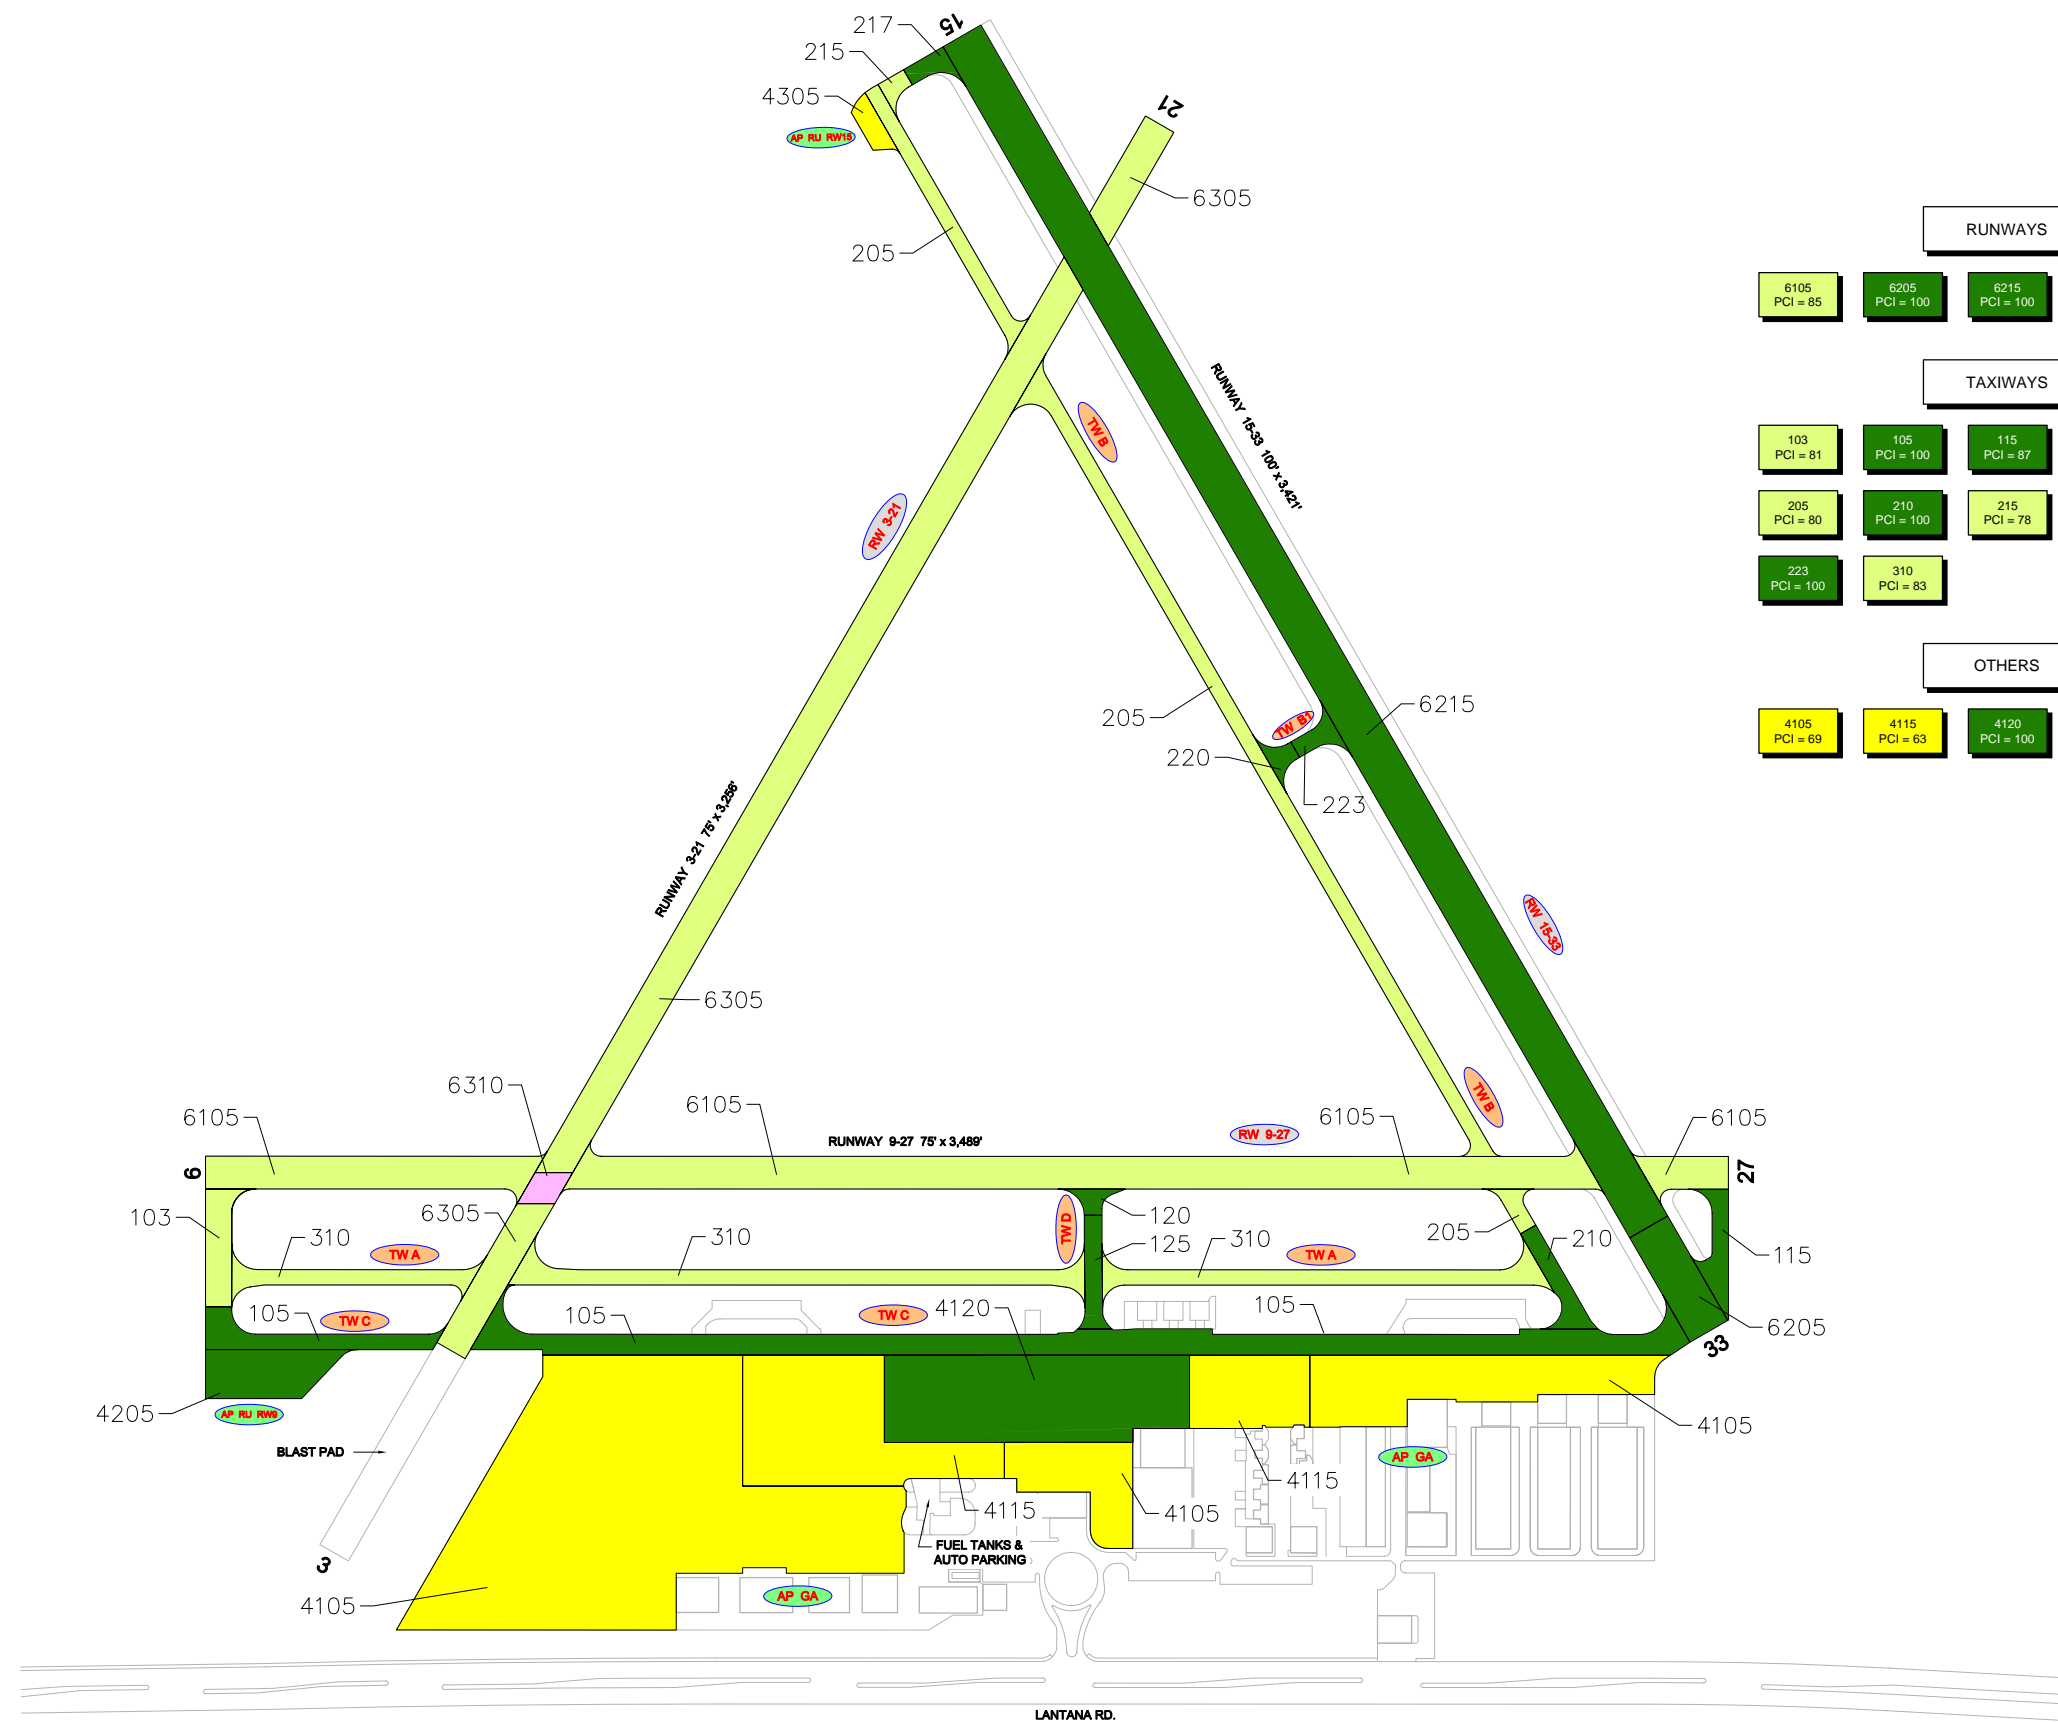 217
15
215
4305
AP RU RW15
21
6305
205
RUNWAYS
6105
PCI = 85
6205
PCI = 100
6215
PCI = 100
TAXIWAYS
103
PCI = 81
105
PCI = 100
115
PCI = 87
205
PCI = 80
210
PCI = 100
215
PCI = 78
223
PCI = 100
310
PCI = 83
OTHERS
4105
PCI = 69
4115
PCI = 63
4120
PCI = 100
RUNWAY 15-33 100' x 3,421'
TW B
RW 3-21
205
TW B1
6215
220
223
RUNWAY 3-21 75' x 3,256'
RW 15-33
6305
6310
6105
6105
6105
6105
TW B
RUNWAY 9-27 75' x 3,489'
RW 9-27
9
27
103
6305
310
TW A
310
TW D
120
125
310
TW A
205
210
115
105
TW C
105
TW C
4120
105
6205
33
4205
AP RU RW9
BLAST PAD
4105
AP GA
4115
4115
4105
FUEL TANKS &
AUTO PARKING
3
4105
AP GA
LANTANA RD.